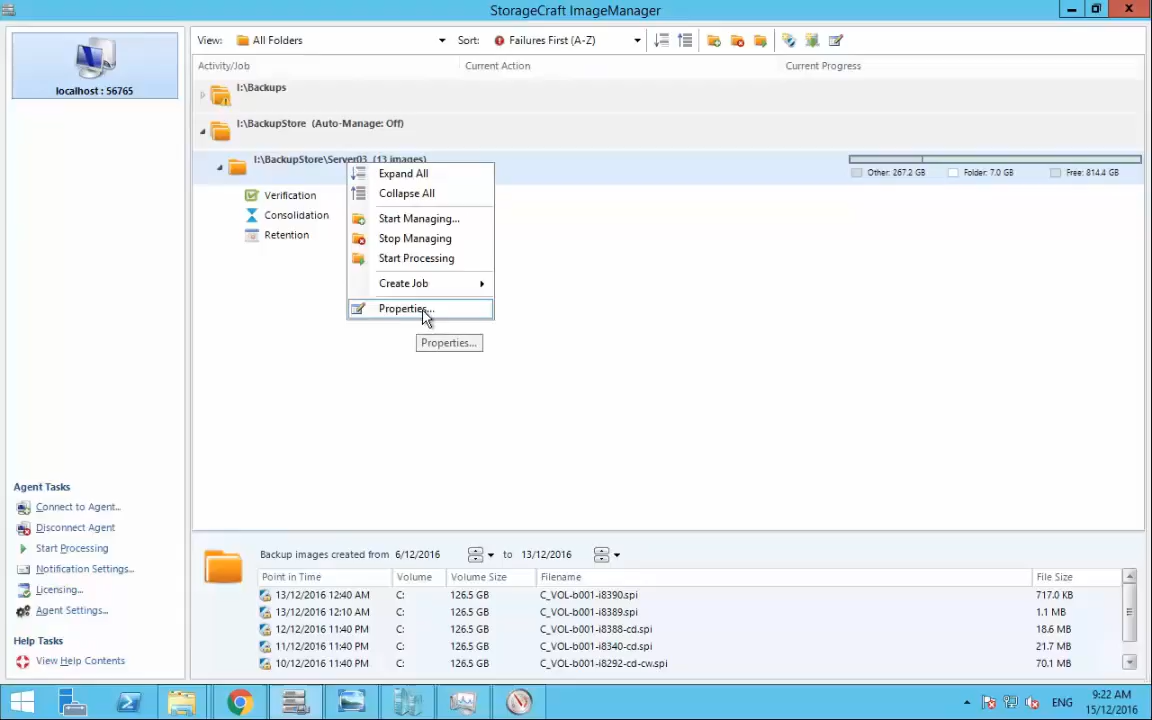 StorageCraft ImageManager
localhost : 56765
View: All Folders Sort: Failures First (A-Z)
Activity/Job Current Action Current Progress
I:\Backups
I:\BackupStore (Auto-Manage: Off)
I:\BackupStore\Server03 (13 images)
Other: 267.2 GB Folder: 7.0 GB Free: 814.4 GB
Verification
Consolidation
Retention
Expand All
Collapse All
Start Managing...
Stop Managing
Start Processing
Create Job
Properties...
Properties...
Agent Tasks
Connect to Agent...
Disconnect Agent
Start Processing
Notification Settings...
Licensing...
Agent Settings...
Help Tasks
View Help Contents
Backup images created from 6/12/2016 to 13/12/2016
Point in Time Volume Volume Size Filename File Size
13/12/2016 12:40 AM C: 126.5 GB C_VOL-b001-i8390.spi 717.0 KB
13/12/2016 12:10 AM C: 126.5 GB C_VOL-b001-i8389.spi 1.1 MB
12/12/2016 11:40 PM C: 126.5 GB C_VOL-b001-i8388-cd.spi 18.6 MB
11/12/2016 11:40 PM C: 126.5 GB C_VOL-b001-i8340-cd.spi 21.7 MB
10/12/2016 11:40 PM C: 126.5 GB C_VOL-b001-i8292-cd-cw.spi 70.1 MB
ENG
9:22 AM
15/12/2016